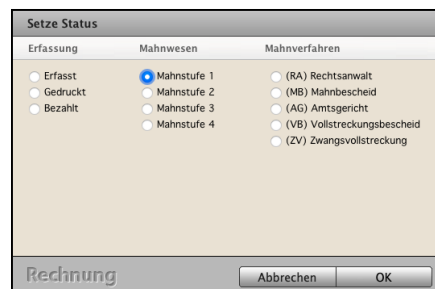 Setze Status
Erfassung Mahnwesen Mahnverfahren
Erfasst Mahnstufe 1 (RA) Rechtsanwalt
Gedruckt Mahnstufe 2 (MB) Mahnbescheid
Bezahlt Mahnstufe 3 (AG) Amtsgericht
Mahnstufe 4 (VB) Vollstreckungsbescheid
(ZV) Zwangsvollstreckung
Rechnung Abbrechen OK